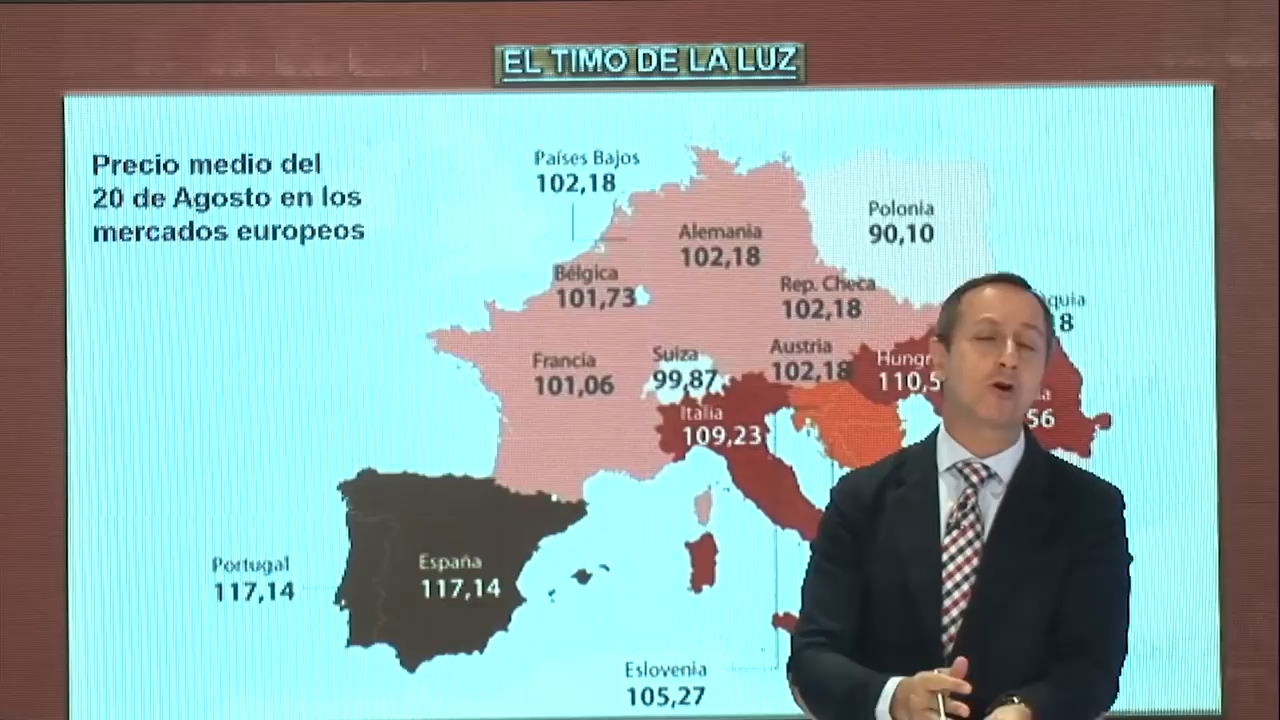 EL TIMO DE LA LUZ
Precio medio del
20 de Agosto en los
mercados europeos
Países Bajos
102,18
Polonia
90,10
Alemania
102,18
Bélgica
101,73
Rep. Checa
102,18
Francia
101,06
Suiza
99,87
Austria
102,18
Italia
109,23
Portugal
117,14
España
117,14
Eslovenia
105,27